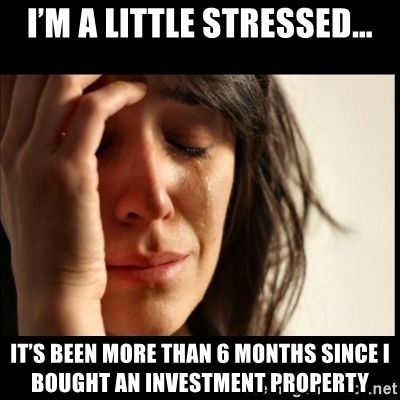 I'M A LITTLE STRESSED...
IT'S BEEN MORE THAN 6 MONTHS SINCE I
BOUGHT AN INVESTMENT PROPERTY